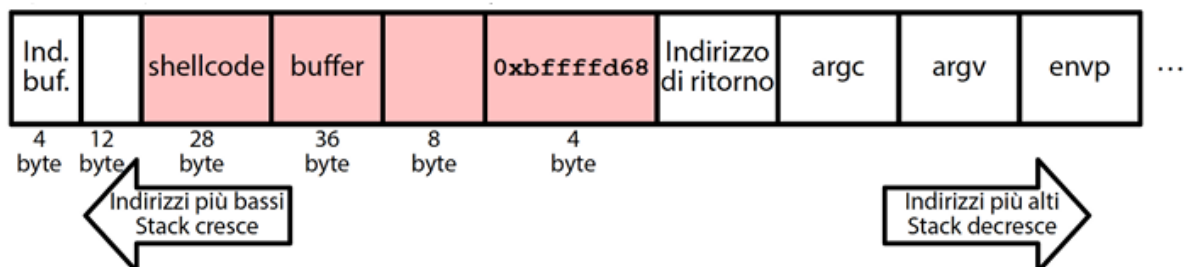 Ind.
buf.
shellcode
buffer
0xbffffd68
Indirizzo
di ritorno
argc
argv
envp
...
4
byte
12
byte
28
byte
36
byte
8
byte
4
byte
Indirizzi più bassi
Stack cresce
Indirizzi più alti
Stack decresce